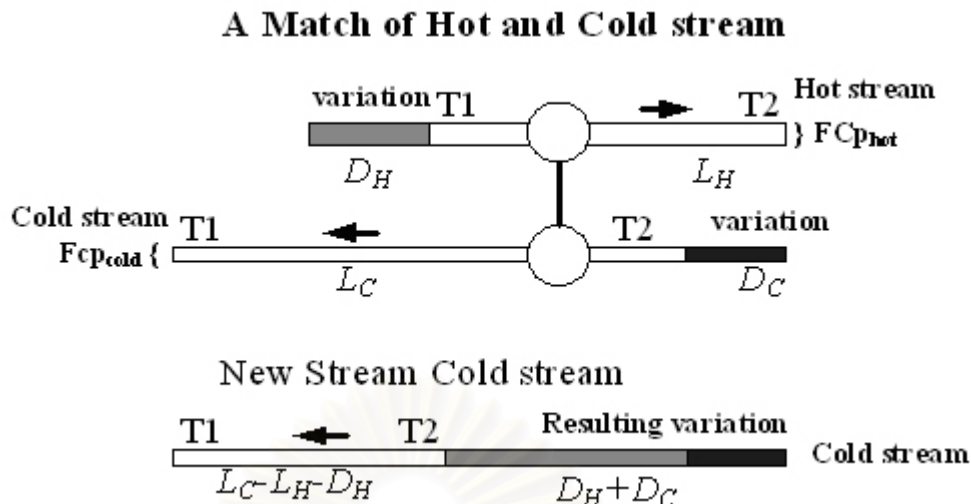 A Match of Hot and Cold stream
variation T1 T2 Hot stream
} FCp_hot
D_H L_H
Cold stream T1 T2 variation
Fcp_cold {
L_C D_C
New Stream Cold stream
T1 T2 Resulting variation
Cold stream
L_C-L_H-D_H D_H+D_C